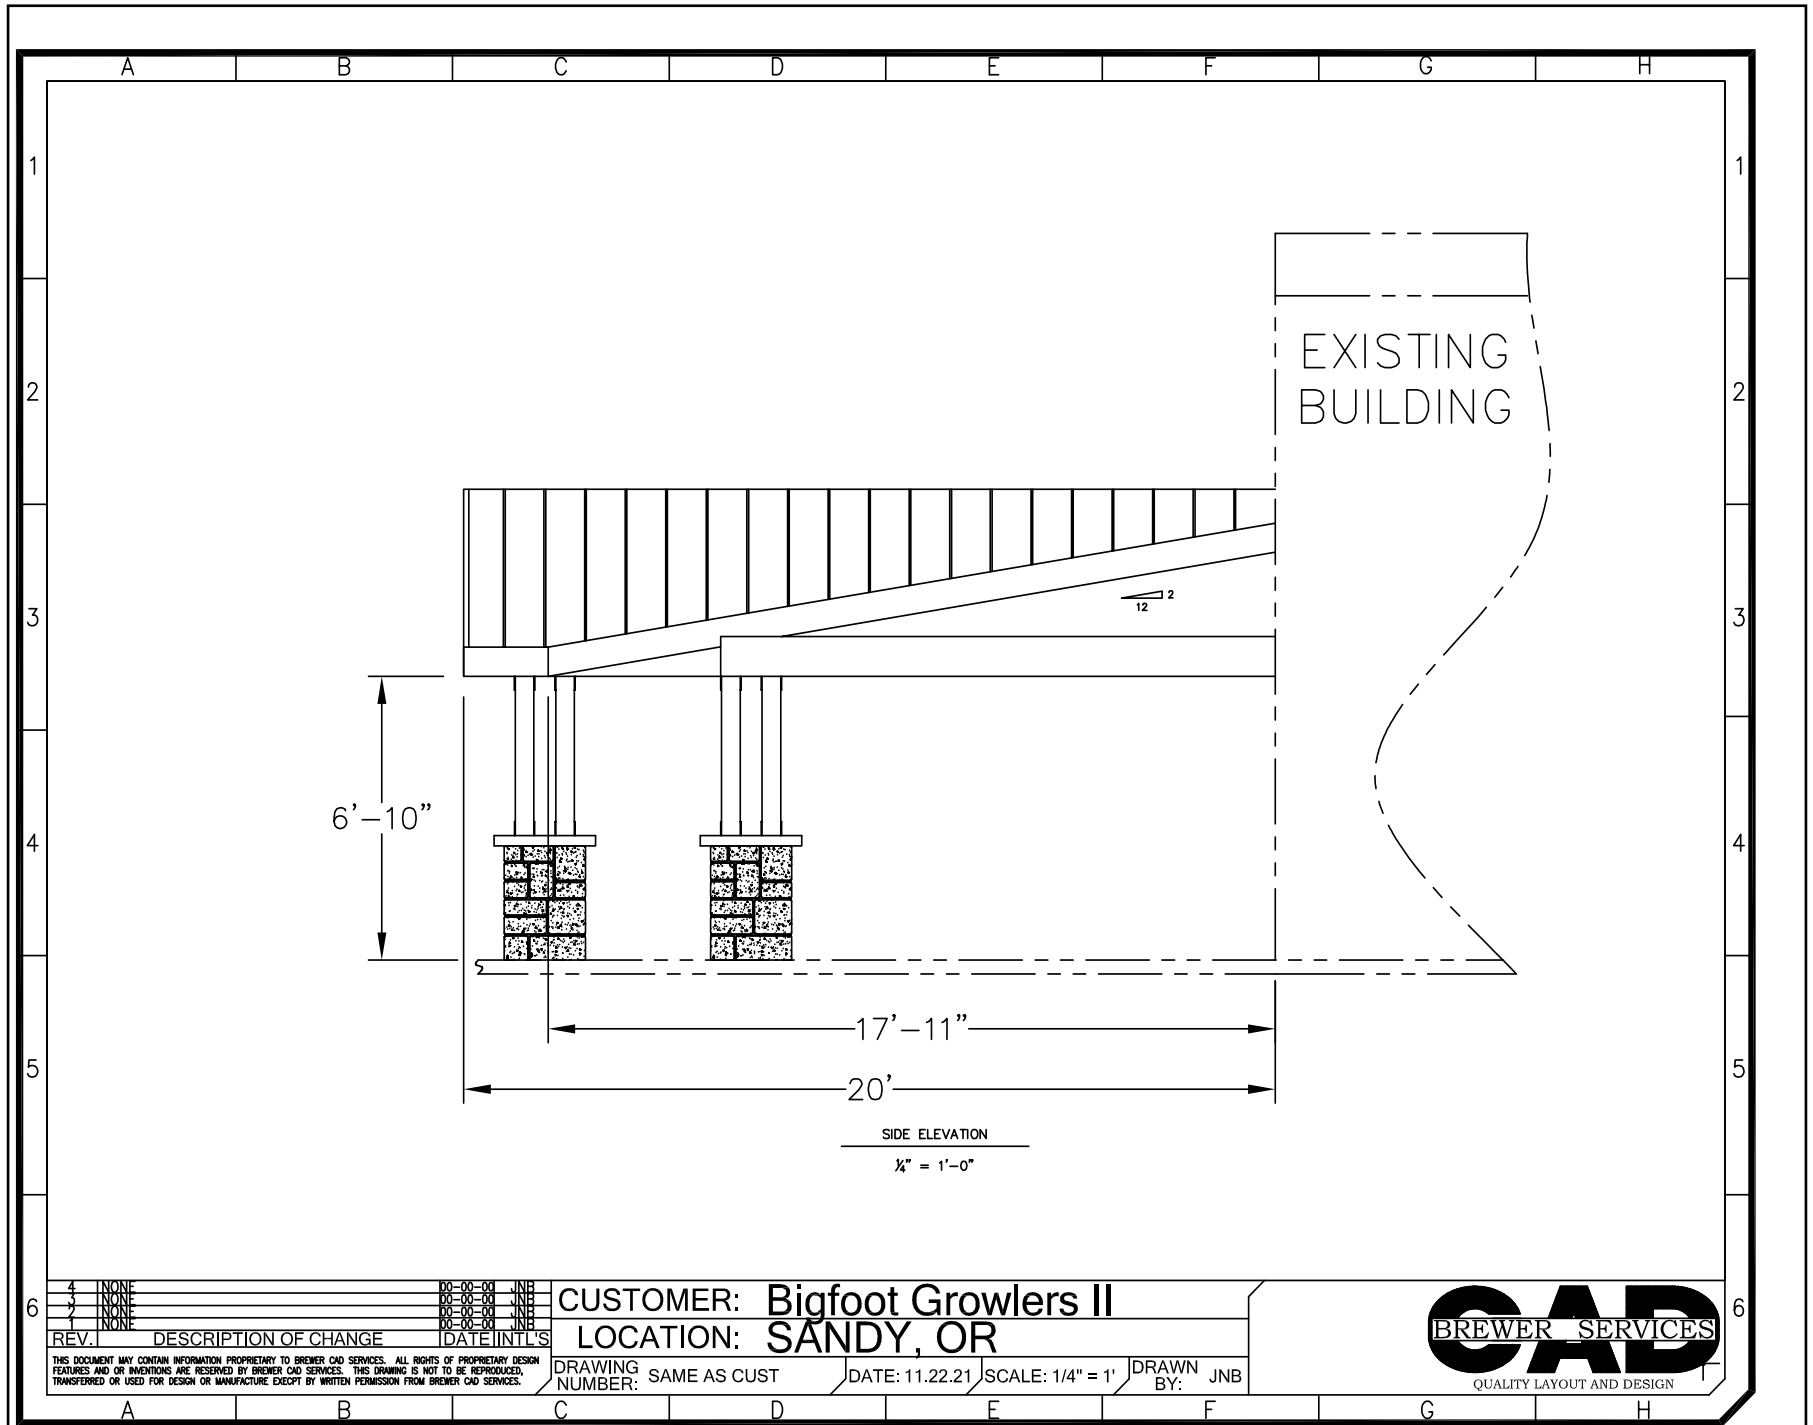 A B C D E F G H
1 1
EXISTING
BUILDING
2 2
2
12
3 3
6'-10"
4 4
17'-11"
5 5
20'
SIDE ELEVATION
¼" = 1'-0"
6 6
4 NONE 00-00-00 JNB
3 NONE 00-00-00 JNB
2 NONE 00-00-00 JNB
1 NONE 00-00-00 JNB
REV. DESCRIPTION OF CHANGE DATE INTL'S
THIS DOCUMENT MAY CONTAIN INFORMATION PROPRIETARY TO BREWER CAD SERVICES. ALL RIGHTS OF PROPRIETARY DESIGN
FEATURES AND OR INVENTIONS ARE RESERVED BY BREWER CAD SERVICES. THIS DRAWING IS NOT TO BE REPRODUCED,
TRANSFERRED OR USED FOR DESIGN OR MANUFACTURE EXECPT BY WRITTEN PERMISSION FROM BREWER CAD SERVICES.
CUSTOMER: Bigfoot Growlers II
LOCATION: SANDY, OR
DRAWING
NUMBER: SAME AS CUST
DATE: 11.22.21
SCALE: 1/4" = 1'
DRAWN
BY: JNB
CAD
BREWER SERVICES
QUALITY LAYOUT AND DESIGN
A B C D E F G H